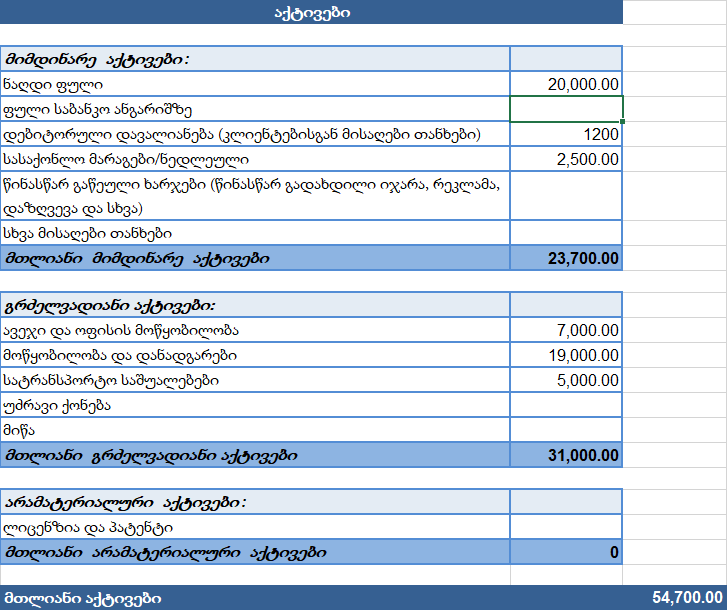 აქტივები
მიმდინარე აქტივები:
ნაღდი ფული 20,000.00
ფული საბანკო ანგარიშზე
დებიტორული დავალიანება (კლიენტებისგან მისაღები თანხები) 1200
სასაქონლო მარაგები/ნედლეული 2,500.00
წინასწარ გაწეული ხარჯები (წინასწარ გადახდილი იჯარა, რეკლამა,
დაზღვევა და სხვა)
სხვა მისაღები თანხები
მთლიანი მიმდინარე აქტივები 23,700.00
გრძელვადიანი აქტივები:
ავეჯი და ოფისის მოწყობილობა 7,000.00
მოწყობილობა და დანადგარები 19,000.00
სატრანსპორტო საშუალებები 5,000.00
უძრავი ქონება
მიწა
მთლიანი გრძელვადიანი აქტივები 31,000.00
არამატერიალური აქტივები:
ლიცენზია და პატენტი
მთლიანი არამატერიალური აქტივები 0
მთლიანი აქტივები 54,700.00